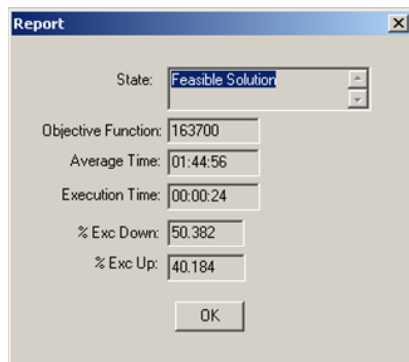 Report
State: Feasible Solution
Objective Function: 163700
Average Time: 01:44:56
Execution Time: 00:00:24
% Exc Down: 50.382
% Exc Up: 40.184
OK